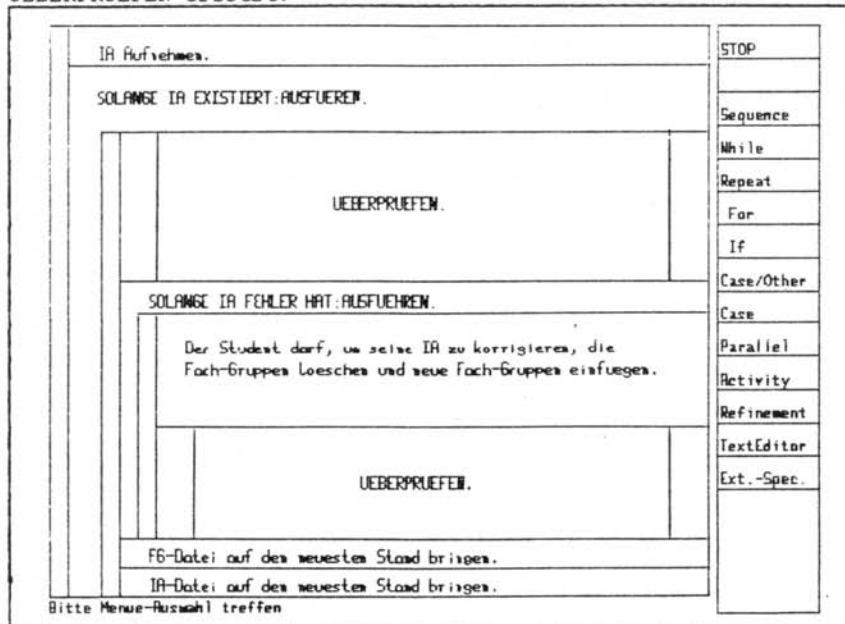 IA Aufnehmen.
SOLANGE IA EXISTIERT:AUSFUEREN.
UEBERPRUEFEN.
SOLANGE IA FEHLER HAT:AUSFUEHREN.
Der Student darf, um seine IA zu korrigieren, die
Fach-Gruppen Loeschen und neue Fach-Gruppen einfuegen.
UEBERPRUEFEN.
FG-Datei auf den neuesten Stand bringen.
IA-Datei auf den neuesten Stand bringen.
Bitte Menue-Auswahl treffen
STOP
Sequence
While
Repeat
For
If
Case/Other
Case
Parallel
Activity
Refinement
TextEditor
Ext.-Spec.